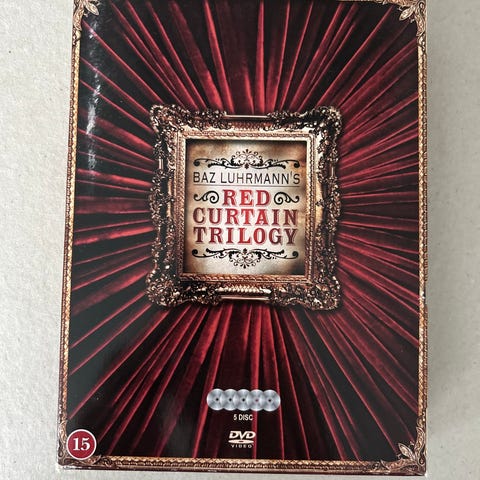 BAZ LUHRMANN'S
RED
CURTAIN
TRILOGY
5 DISC
DVD
VIDEO
15